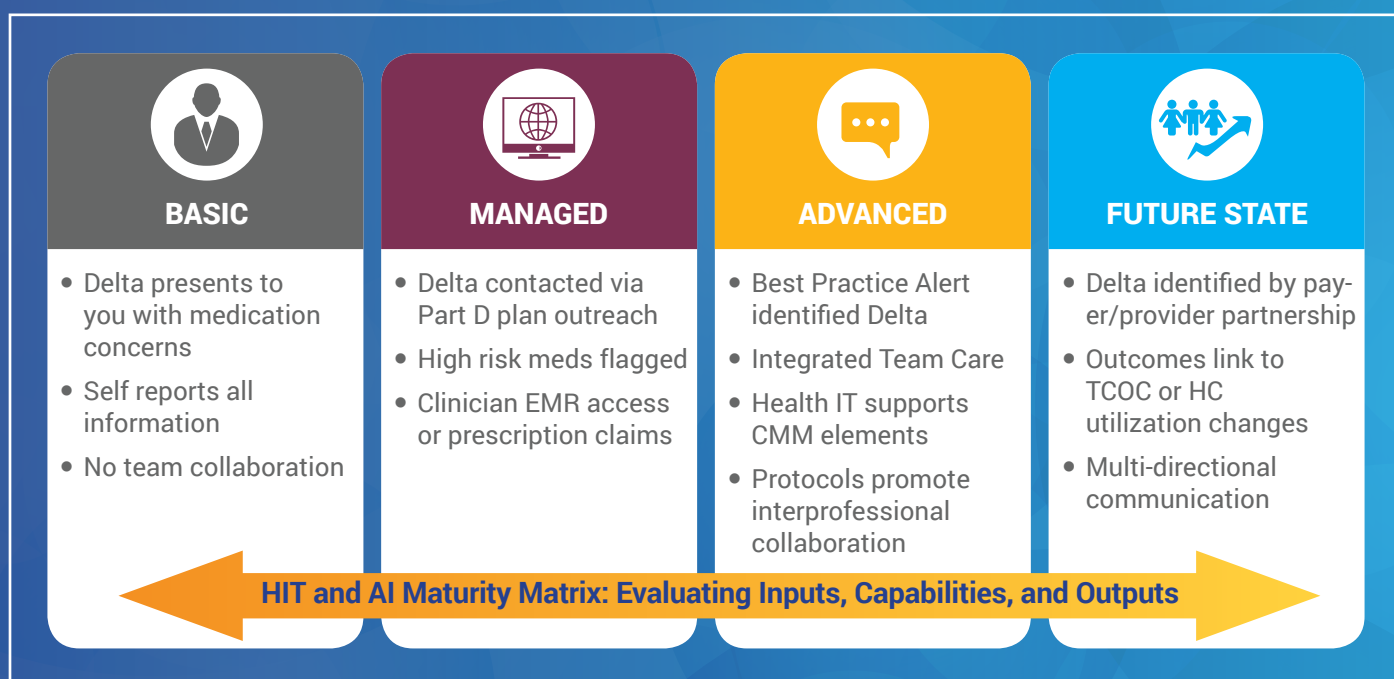 BASIC
• Delta presents to
you with medication
concerns
• Self reports all
information
• No team collaboration
MANAGED
• Delta contacted via
Part D plan outreach
• High risk meds flagged
• Clinician EMR access
or prescription claims
ADVANCED
• Best Practice Alert
identified Delta
• Integrated Team Care
• Health IT supports
CMM elements
• Protocols promote
interprofessional
collaboration
FUTURE STATE
• Delta identified by pay-
er/provider partnership
• Outcomes link to
TCOC or HC
utilization changes
• Multi-directional
communication
HIT and AI Maturity Matrix: Evaluating Inputs, Capabilities, and Outputs